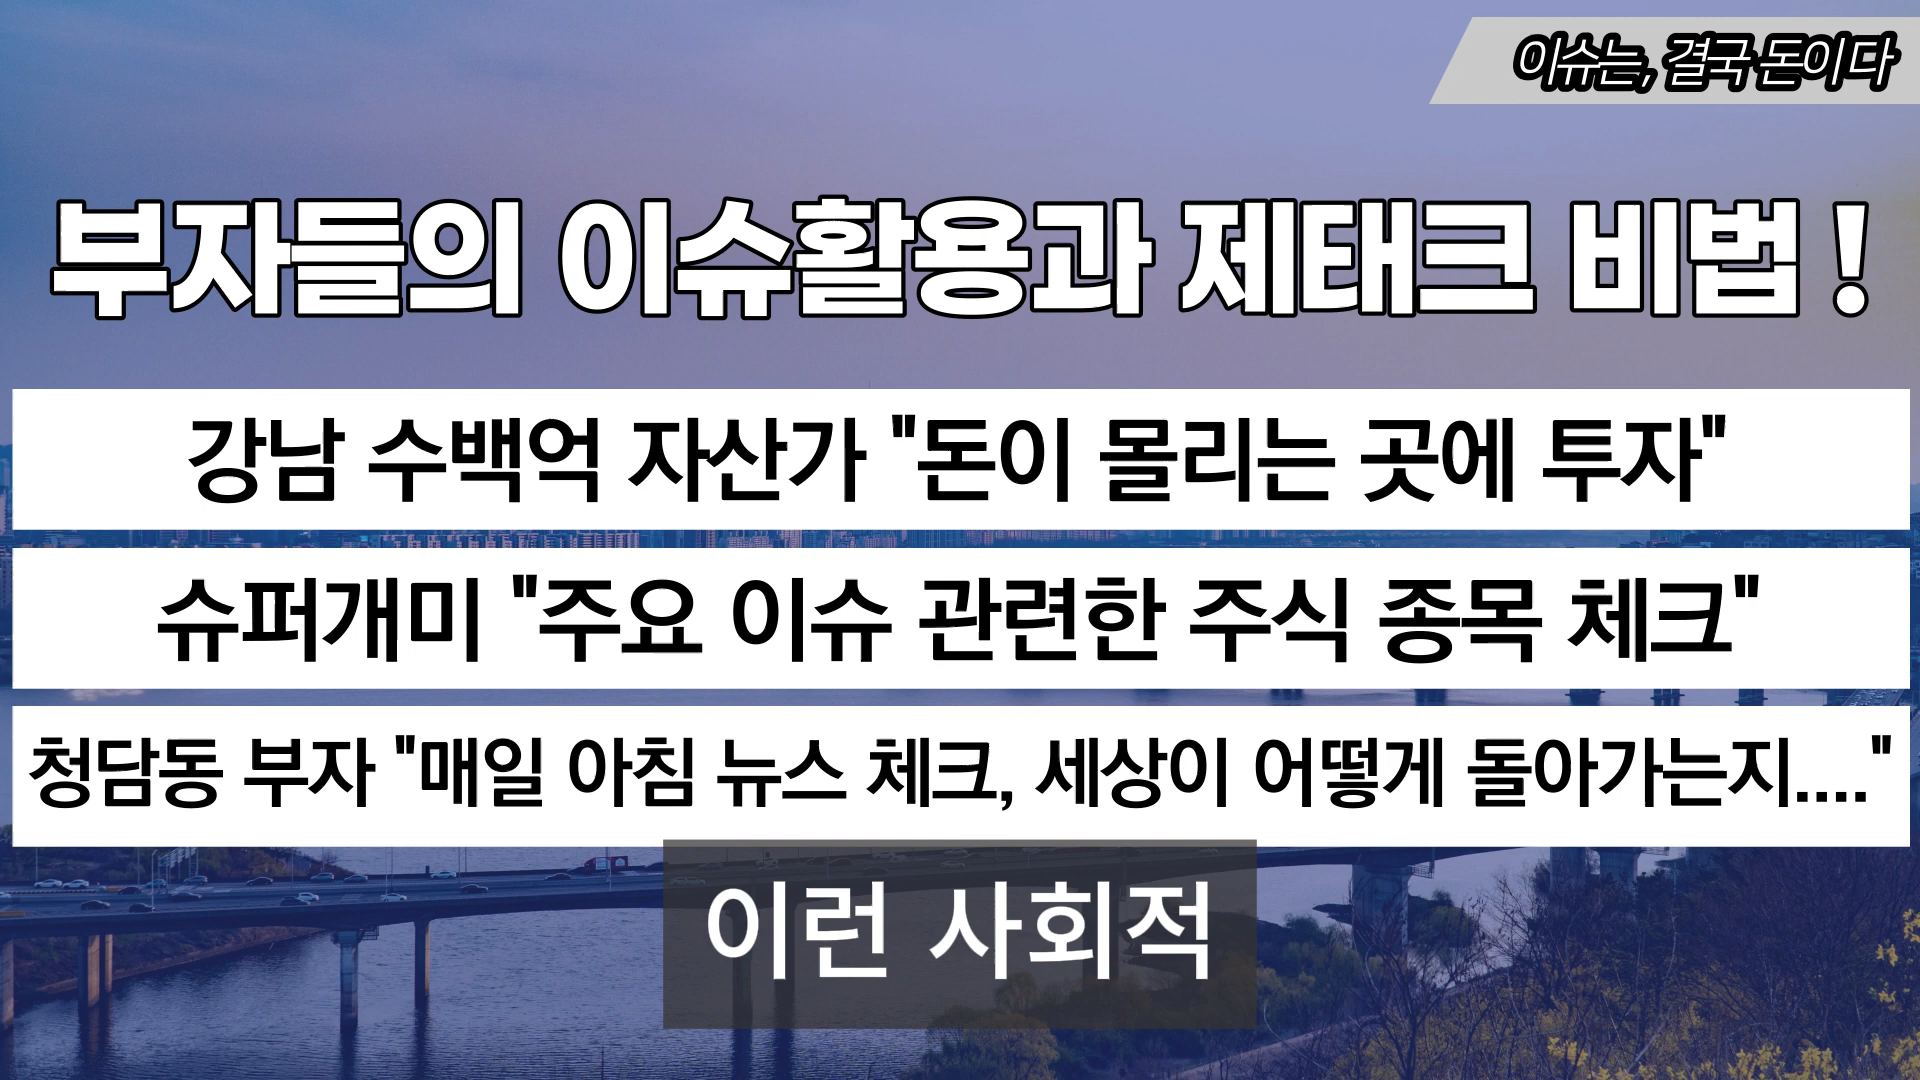 이슈는, 결국 돈이다
부자들의 이슈활용과 제태크 비법 !
강남 수백억 자산가 "돈이 몰리는 곳에 투자"
슈퍼개미 "주요 이슈 관련한 주식 종목 체크"
청담동 부자 "매일 아침 뉴스 체크, 세상이 어떻게 돌아가는지...."
이런 사회적